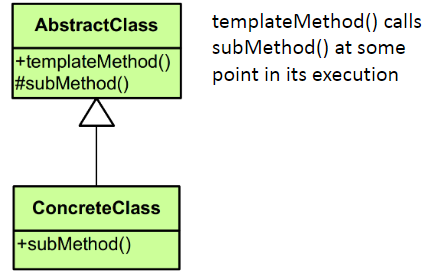 AbstractClass
+templateMethod()
#subMethod()
templateMethod() calls
subMethod() at some
point in its execution
ConcreteClass
+subMethod()